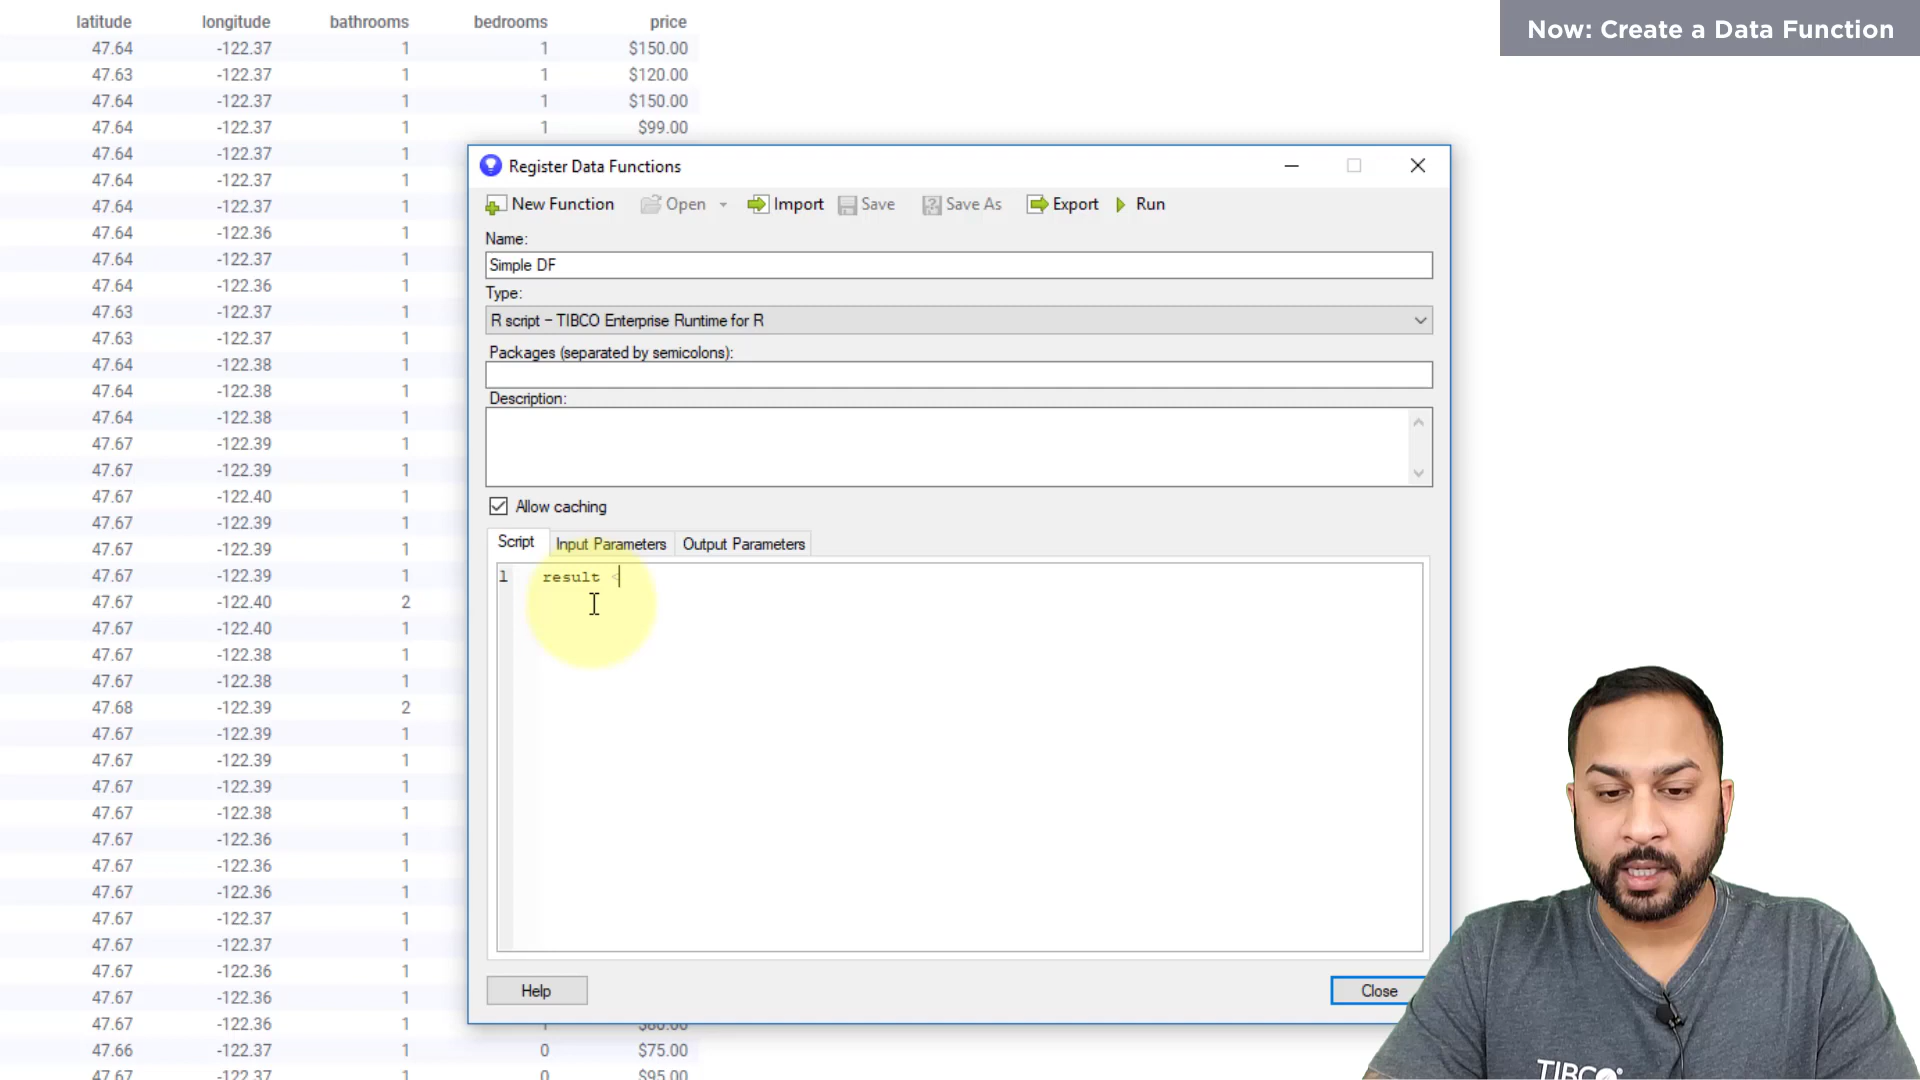 Now: Create a Data Function
latitude longitude bathrooms bedrooms price
47.64 -122.37 1 1 $150.00
47.63 -122.37 1 1 $120.00
47.64 -122.37 1 1 $150.00
47.64 -122.37 1 1 $99.00
47.64 -122.37 1
47.64 -122.37 1
47.64 -122.37 1
47.64 -122.36 1
47.64 -122.37 1
47.64 -122.36 1
47.63 -122.37 1
47.63 -122.37 1
47.64 -122.38 1
47.64 -122.38 1
47.64 -122.38 1
47.67 -122.39 1
47.67 -122.39 1
47.67 -122.40 1
47.67 -122.39 1
47.67 -122.39 1
47.67 -122.39 1
47.67 -122.40 2
47.67 -122.40 1
47.67 -122.38 1
47.67 -122.38 1
47.68 -122.39 2
47.67 -122.39 1
47.67 -122.39 1
47.67 -122.39 1
47.67 -122.38 1
47.67 -122.36 1
47.67 -122.36 1
47.67 -122.36 1
47.67 -122.37 1
47.67 -122.37 1
47.67 -122.36 1
47.67 -122.36 1
47.67 -122.36 1 1 $80.00
47.66 -122.37 1 0 $75.00
47.67 -122.37 1 0 $95.00
Register Data Functions
New Function Open Import Save Save As Export Run
Name:
Simple DF
Type:
R script - TIBCO Enterprise Runtime for R
Packages (separated by semicolons):
Description:
Allow caching
Script Input Parameters Output Parameters
1 result <
Help Close
TIBCO